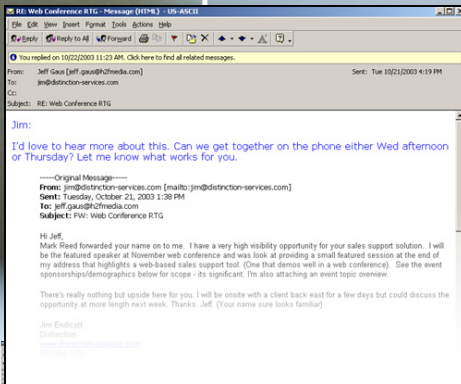 RE: Web Conference RTG - Message (HTML) - US-ASCII
File Edit View Insert Format Tools Actions Help
Reply Reply to All Forward
You replied on 10/22/2003 11:23 AM. Click here to find all related messages.
From: Jeff Gaus [jeff.gaus@h2fmedia.com] Sent: Tue 10/21/2003 4:19 PM
To: jim@distinction-services.com
Cc:
Subject: RE: Web Conference RTG
Jim:
I'd love to hear more about this. Can we get together on the phone either Wed afternoon
or Thursday? Let me know what works for you.
-----Original Message-----
From: jim@distinction-services.com [mailto:jim@distinction-services.com]
Sent: Tuesday, October 21, 2003 1:38 PM
To: jeff.gaus@h2fmedia.com
Subject: FW: Web Conference RTG
Hi Jeff,
Mark Reed forwarded your name on to me. I have a very high visibility opportunity for your sales support solution. I will
be the featured speaker at November web conference and was look at providing a small featured session at the end of
my address that highlights a web-based sales support tool. (One that demos well in a web conference). See the event
sponsorships/demographics below for scope - its significant. I'm also attaching an event topic overview.
There's really nothing but upside here for you. I will be onsite with a client back east for a few days but could discuss the
opportunity at more length next week. Thanks. Jeff. (Your name sure looks familiar)
Jim Endicott
Distinction
www.distinction-services.com